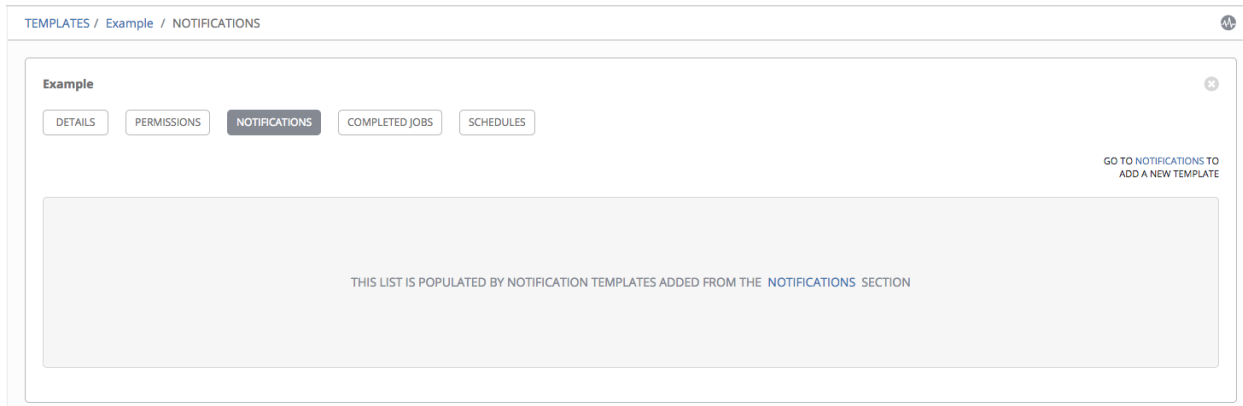 TEMPLATES / Example / NOTIFICATIONS
Example
DETAILS PERMISSIONS NOTIFICATIONS COMPLETED JOBS SCHEDULES
GO TO NOTIFICATIONS TO
ADD A NEW TEMPLATE
THIS LIST IS POPULATED BY NOTIFICATION TEMPLATES ADDED FROM THE NOTIFICATIONS SECTION